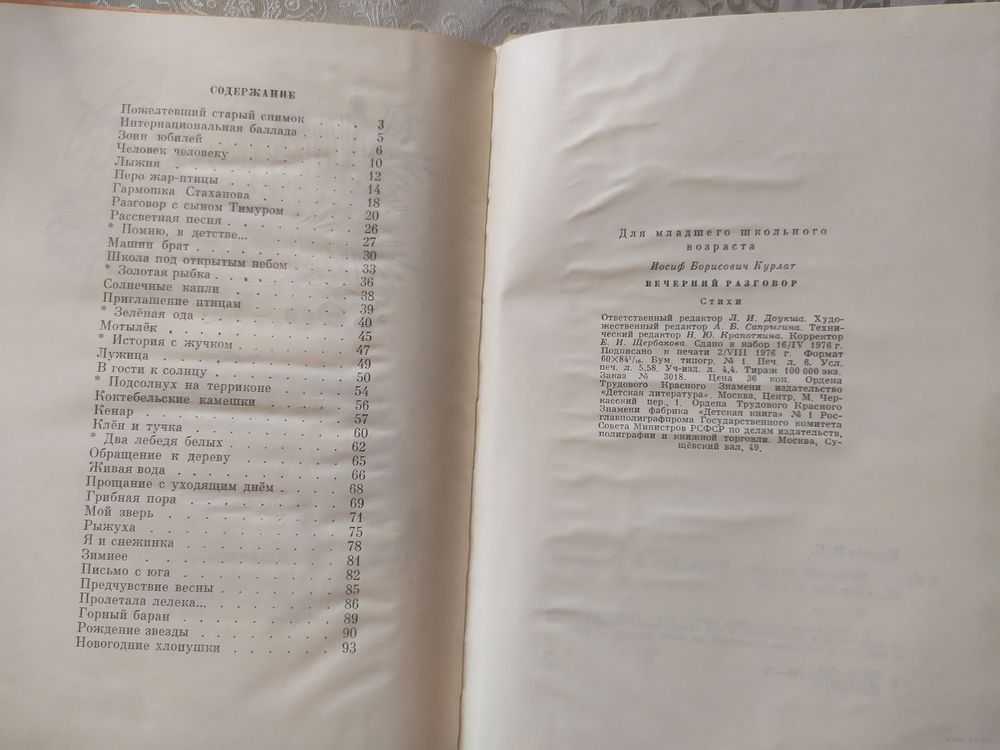 СОДЕРЖАНИЕ
Пожелтевший старый снимок . . . 3
Интернациональная баллада . . . 5
Зоин юбилей . . . 6
Человек человеку . . . 10
Лыжня . . . 12
Перо жар-птицы . . . 14
Гармошка Стаханова . . . 18
Разговор с сыном Тимуром . . . 20
Рассветная песня . . . 26
* Помню, в детстве... . . . 27
Машин брат . . . 30
Школа под открытым небом . . . 33
* Золотая рыбка . . . 36
Солнечные капли . . . 38
Приглашение птицам . . . 39
* Зелёная ода . . . 40
Мотылёк . . . 45
* История с жучком . . . 47
Лужица . . . 49
В гости к солнцу . . . 50
* Подсолнух на терриконе . . . 54
Коктебельские камешки . . . 56
Кенар . . . 57
Клён и тучка . . . 60
* Два лебедя белых . . . 62
Обращение к дереву . . . 65
Живая вода . . . 66
Прощание с уходящим днём . . . 68
Грибная пора . . . 69
Мой зверь . . . 71
Рыжуха . . . 75
Я и снежинка . . . 78
Зимнее . . . 81
Письмо с юга . . . 82
Предчувствие весны . . . 85
Пролетала лелека... . . . 86
Горный баран . . . 89
Рождение звезды . . . 90
Новогодние хлопушки . . . 93
Для младшего школьного
возраста
Иосиф Борисович Курлат
ВЕЧЕРНИЙ РАЗГОВОР
Стихи
Ответственный редактор Л. И. Доукша. Худо-
жественный редактор А. Б. Сапрыгина. Техни-
ческий редактор Н. Ю. Крапоткина. Корректор
Е. И. Щербакова. Сдано в набор 16/IV 1976 г.
Подписано к печати 2/VIII 1976 г. Формат
60×84¹/₁₆. Бум. типогр. № 1. Печ. л. 6. Усл.
печ. л. 5,58. Уч-изд. л. 4,4. Тираж 100 000 экз.
Заказ № 3018. Цена 36 коп. Ордена
Трудового Красного Знамени издательство
«Детская литература». Москва, Центр, М. Чер-
касский пер., 1. Ордена Трудового Красного
Знамени фабрика «Детская книга» № 1 Рос-
главполиграфпрома Государственного комитета
Совета Министров РСФСР по делам издательств,
полиграфии и книжной торговли. Москва, Су-
щёвский вал, 49.